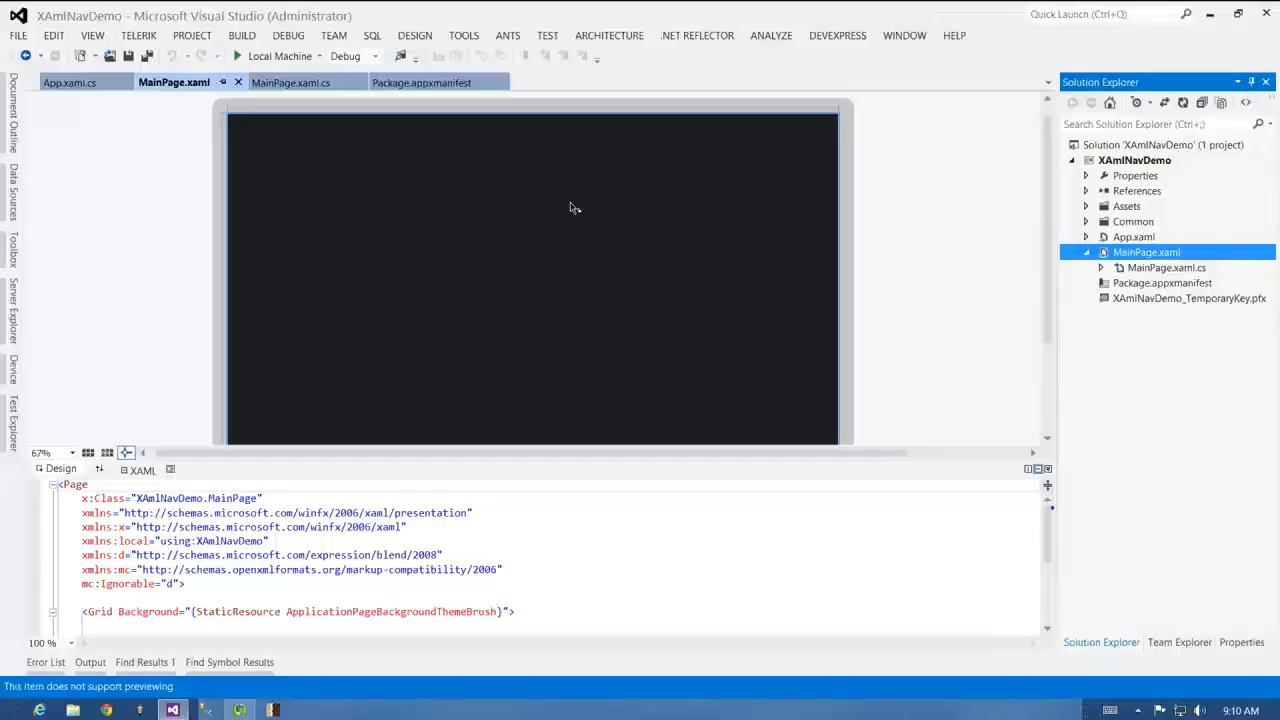 XAmlNavDemo - Microsoft Visual Studio (Administrator)
Quick Launch (Ctrl+Q)
FILE EDIT VIEW TELERIK PROJECT BUILD DEBUG TEAM SQL DESIGN TOOLS ANTS TEST ARCHITECTURE .NET REFLECTOR ANALYZE DEVEXPRESS WINDOW HELP
Local Machine Debug
App.xaml.cs MainPage.xaml MainPage.xaml.cs Package.appxmanifest
Document Outline
Data Sources
Toolbox
Server Explorer
Device
Test Explorer
Solution Explorer
Search Solution Explorer (Ctrl+;)
Solution 'XAmlNavDemo' (1 project)
XAmlNavDemo
Properties
References
Assets
Common
App.xaml
MainPage.xaml
MainPage.xaml.cs
Package.appxmanifest
XAmlNavDemo_TemporaryKey.pfx
67%
Design XAML
<Page
x:Class="XAmlNavDemo.MainPage"
xmlns="http://schemas.microsoft.com/winfx/2006/xaml/presentation"
xmlns:x="http://schemas.microsoft.com/winfx/2006/xaml"
xmlns:local="using:XAmlNavDemo"
xmlns:d="http://schemas.microsoft.com/expression/blend/2008"
xmlns:mc="http://schemas.openxmlformats.org/markup-compatibility/2006"
mc:Ignorable="d">
<Grid Background="{StaticResource ApplicationPageBackgroundThemeBrush}">
100 %
Solution Explorer Team Explorer Properties
Error List Output Find Results 1 Find Symbol Results
This item does not support previewing
9:10 AM